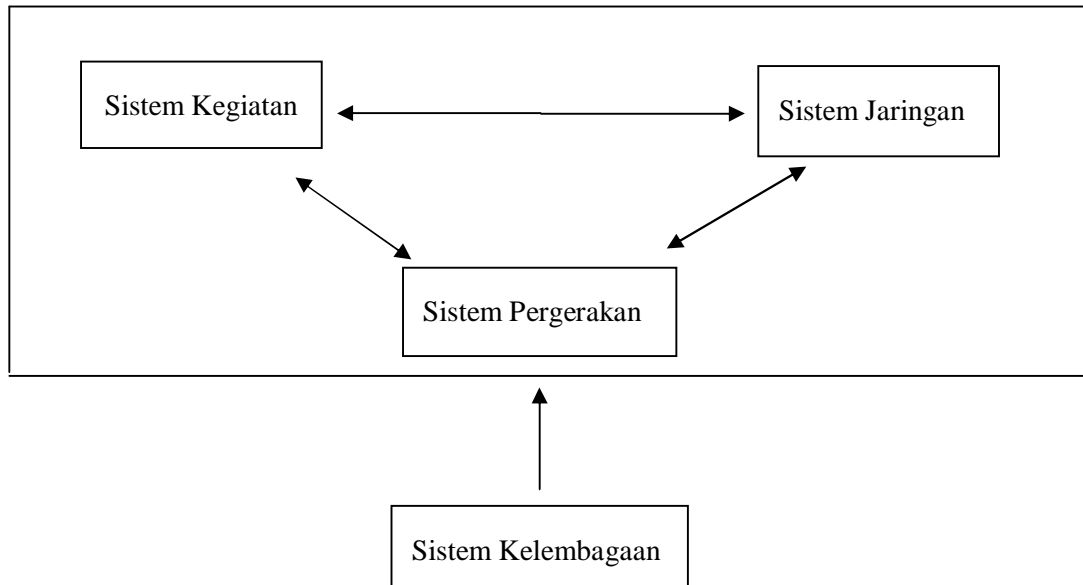 Sistem Kegiatan
Sistem Jaringan
Sistem Pergerakan
Sistem Kelembagaan